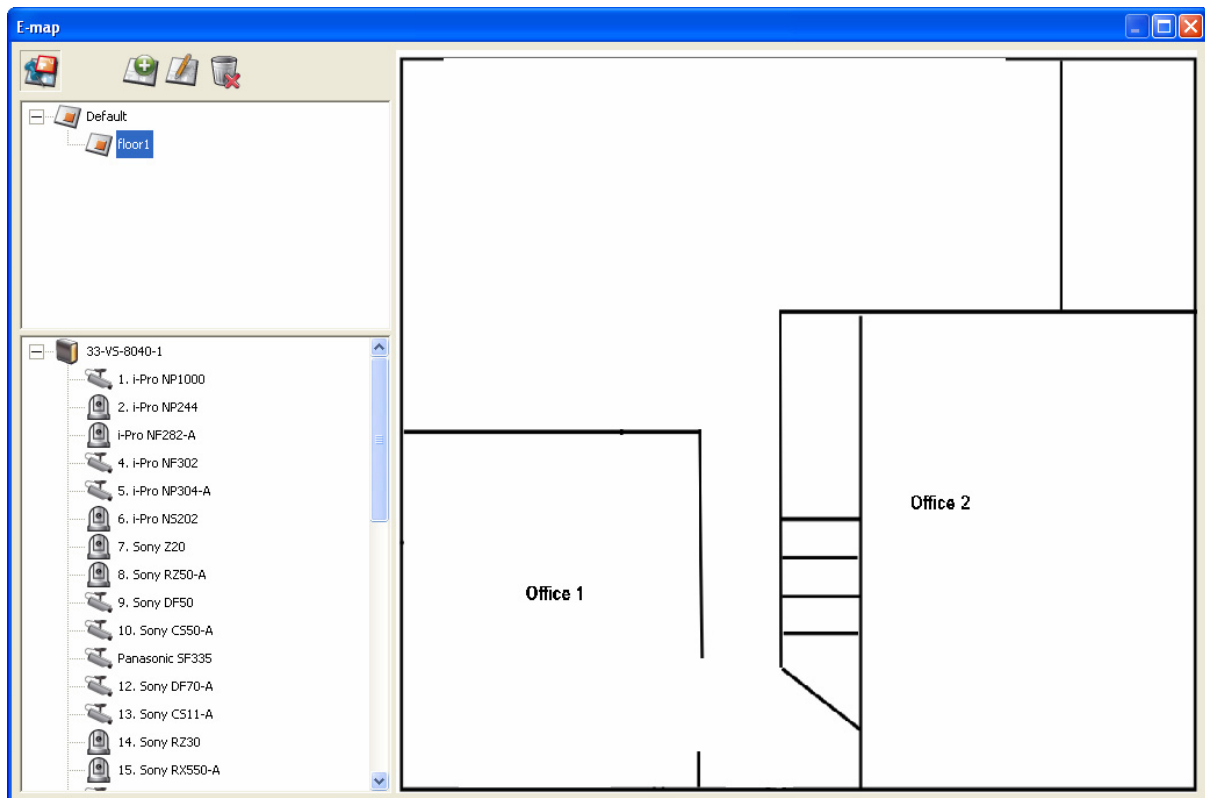 E-map
Default
floor1
33-VS-8040-1
1. i-Pro NP1000
2. i-Pro NP244
i-Pro NF282-A
4. i-Pro NF302
5. i-Pro NP304-A
6. i-Pro NS202
7. Sony Z20
8. Sony RZ50-A
9. Sony DF50
10. Sony CS50-A
Panasonic SF335
12. Sony DF70-A
13. Sony CS11-A
14. Sony RZ30
15. Sony RX550-A
Office 1
Office 2